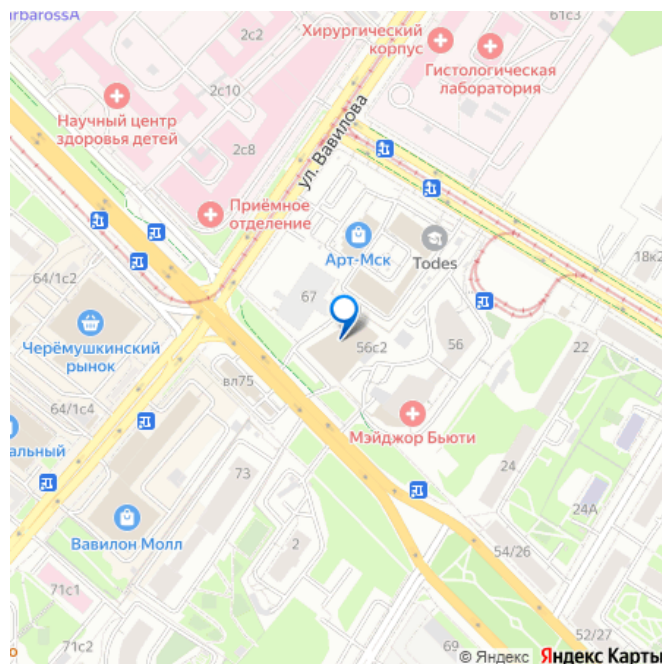 arbarossA
2с2
Хирургический
корпус
61с3
Гистологическая
лаборатория
2с10
Научный центр
здоровья детей
2с8
ул. Вавилова
Приёмное
отделение
Арт-Мск
Todes
18к2
64/1с2
67
Черёмушкинский
рынок
56с2
56
22
вл75
64/1с4
Мэйджор Бьюти
альный
73
24
24А
Вавилон Молл
2
54/26
71с1
71с2
69
52/27
о
© Яндекс Яндекс Карты